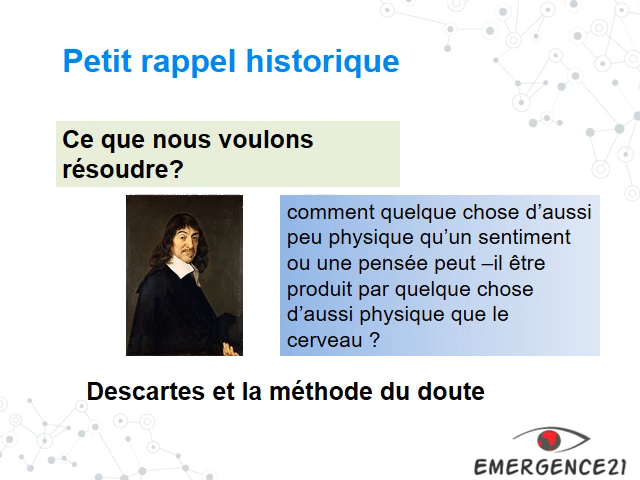 Petit rappel historique
Ce que nous voulons
résoudre?
comment quelque chose d’aussi
peu physique qu’un sentiment
ou une pensée peut –il être
produit par quelque chose
d’aussi physique que le
cerveau ?
Descartes et la méthode du doute
EMERGENCE21